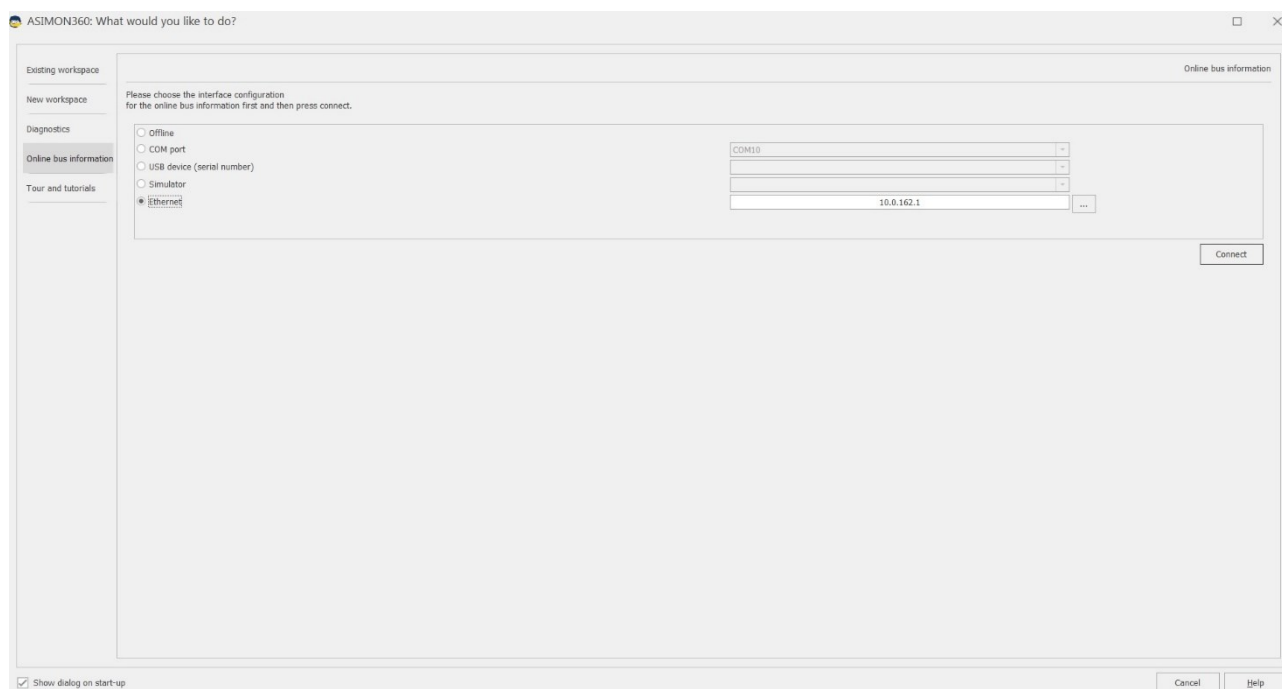 ASIMON360: What would you like to do?
Existing workspace
New workspace
Diagnostics
Online bus information
Tour and tutorials
Online bus information
Please choose the interface configuration
for the online bus information first and then press connect.
Offline
COM port
COM10
USB device (serial number)
Simulator
Ethernet
10.0.162.1
...
Connect
Show dialog on start-up
Cancel
Help